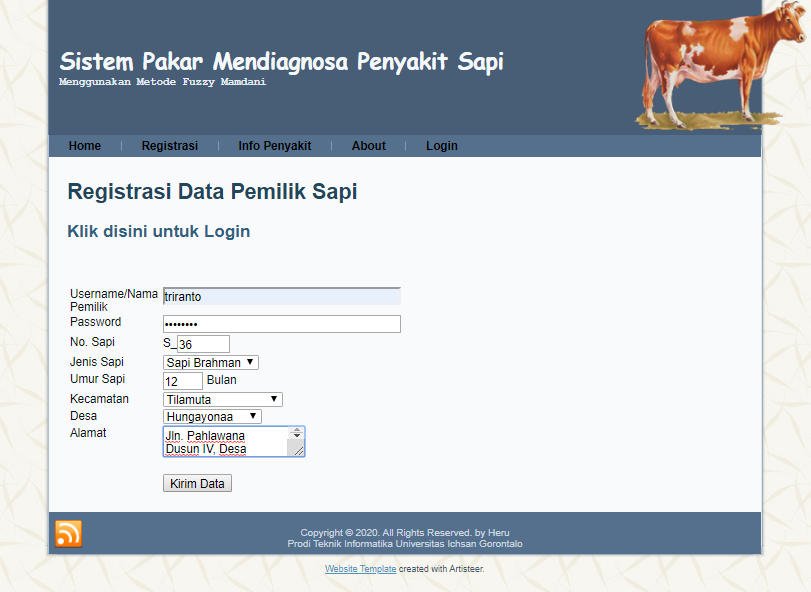 Sistem Pakar Mendiagnosa Penyakit Sapi
Menggunakan Metode Fuzzy Mamdani
Home | Registrasi | Info Penyakit | About | Login
Registrasi Data Pemilik Sapi
Klik disini untuk Login
Username/Nama Pemilik triranto
Password ••••••••
No. Sapi S_36
Jenis Sapi Sapi Brahman
Umur Sapi 12 Bulan
Kecamatan Tilamuta
Desa Hungayonaa
Alamat Jln. Pahlawana
Dusun IV, Desa
Kirim Data
Copyright © 2020. All Rights Reserved. by Heru
Prodi Teknik Informatika Universitas Ichsan Gorontalo
Website Template created with Artisteer.